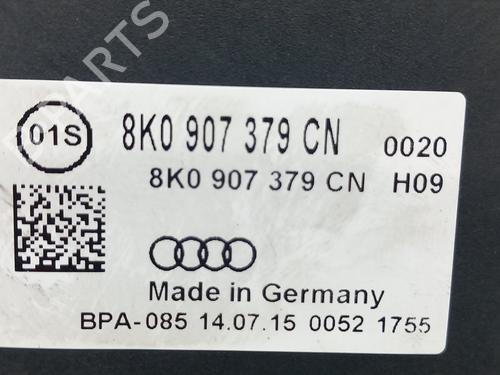 01S
8K0 907 379 CN 0020
8K0 907 379 CN H09
Made in Germany
BPA-085 14.07.15 0052 1755